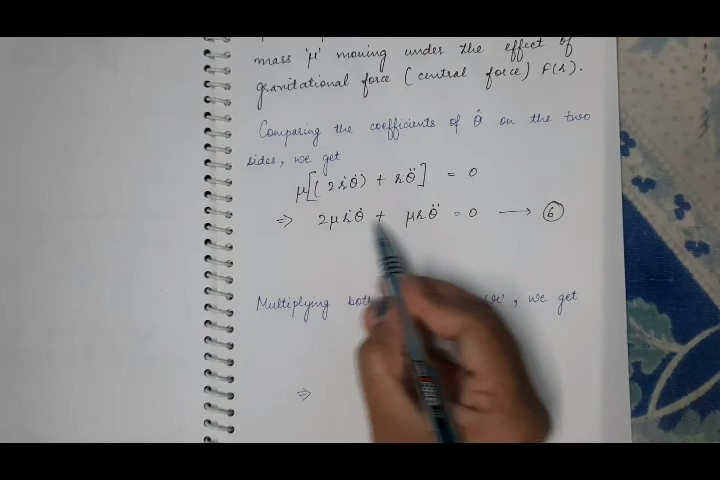 mass 'μ' moving under the effect of
gravitational force (central force) F(r).
Comparing the coefficients of θ̂ on the two
sides, we get
μ[(2ṙθ̇) + rθ̈] = 0
⇒ 2μṙθ̇ + μrθ̈ = 0 → ⑥
Multiplying 'r', we get
⇒